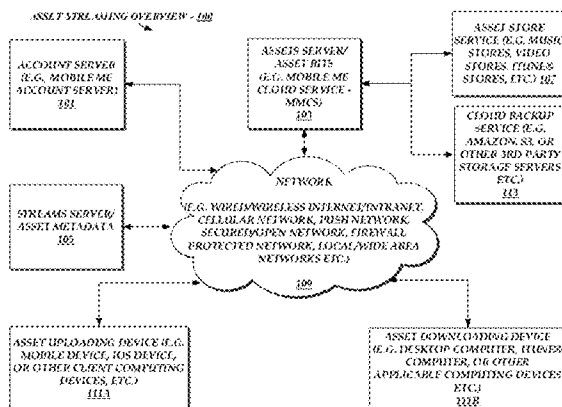 ASSET STREAMING OVERVIEW - 100
ACCOUNT SERVER
(E.G. MOBILE ME
ACCOUNT SERVER)
101
ASSETS SERVER/
ASSET BITS
(E.G. MOBILE ME
CLOUD SERVICE -
MMCS)
103
ASSET STORE
SERVICE (E.G. MUSIC
STORES, VIDEO
STORES, ITUNES
STORES, ETC.) 107
CLOUD BACKUP
SERVICE (E.G.
AMAZON, S3, OR
OTHER 3RD PARTY
STORAGE SERVERS
ETC.)
113
STREAMS SERVER/
ASSET METADATA
105
NETWORK
(E.G. WIRED/WIRELESS INTERNET/INTRANET,
CELLULAR NETWORK, PUSH NETWORK,
SECURED/OPEN NETWORK, FIREWALL
PROTECTED NETWORK, LOCAL/WIDE AREA
NETWORKS ETC.)
109
ASSET UPLOADING DEVICE (E.G.
MOBILE DEVICE, IOS DEVICE,
OR OTHER CLIENT COMPUTING
DEVICES, ETC.)
111A
ASSET DOWNLOADING DEVICE
(E.G. DESKTOP COMPUTER, ITUNES
COMPUTER, OR OTHER
APPLICABLE COMPUTING DEVICES
ETC.)
111B